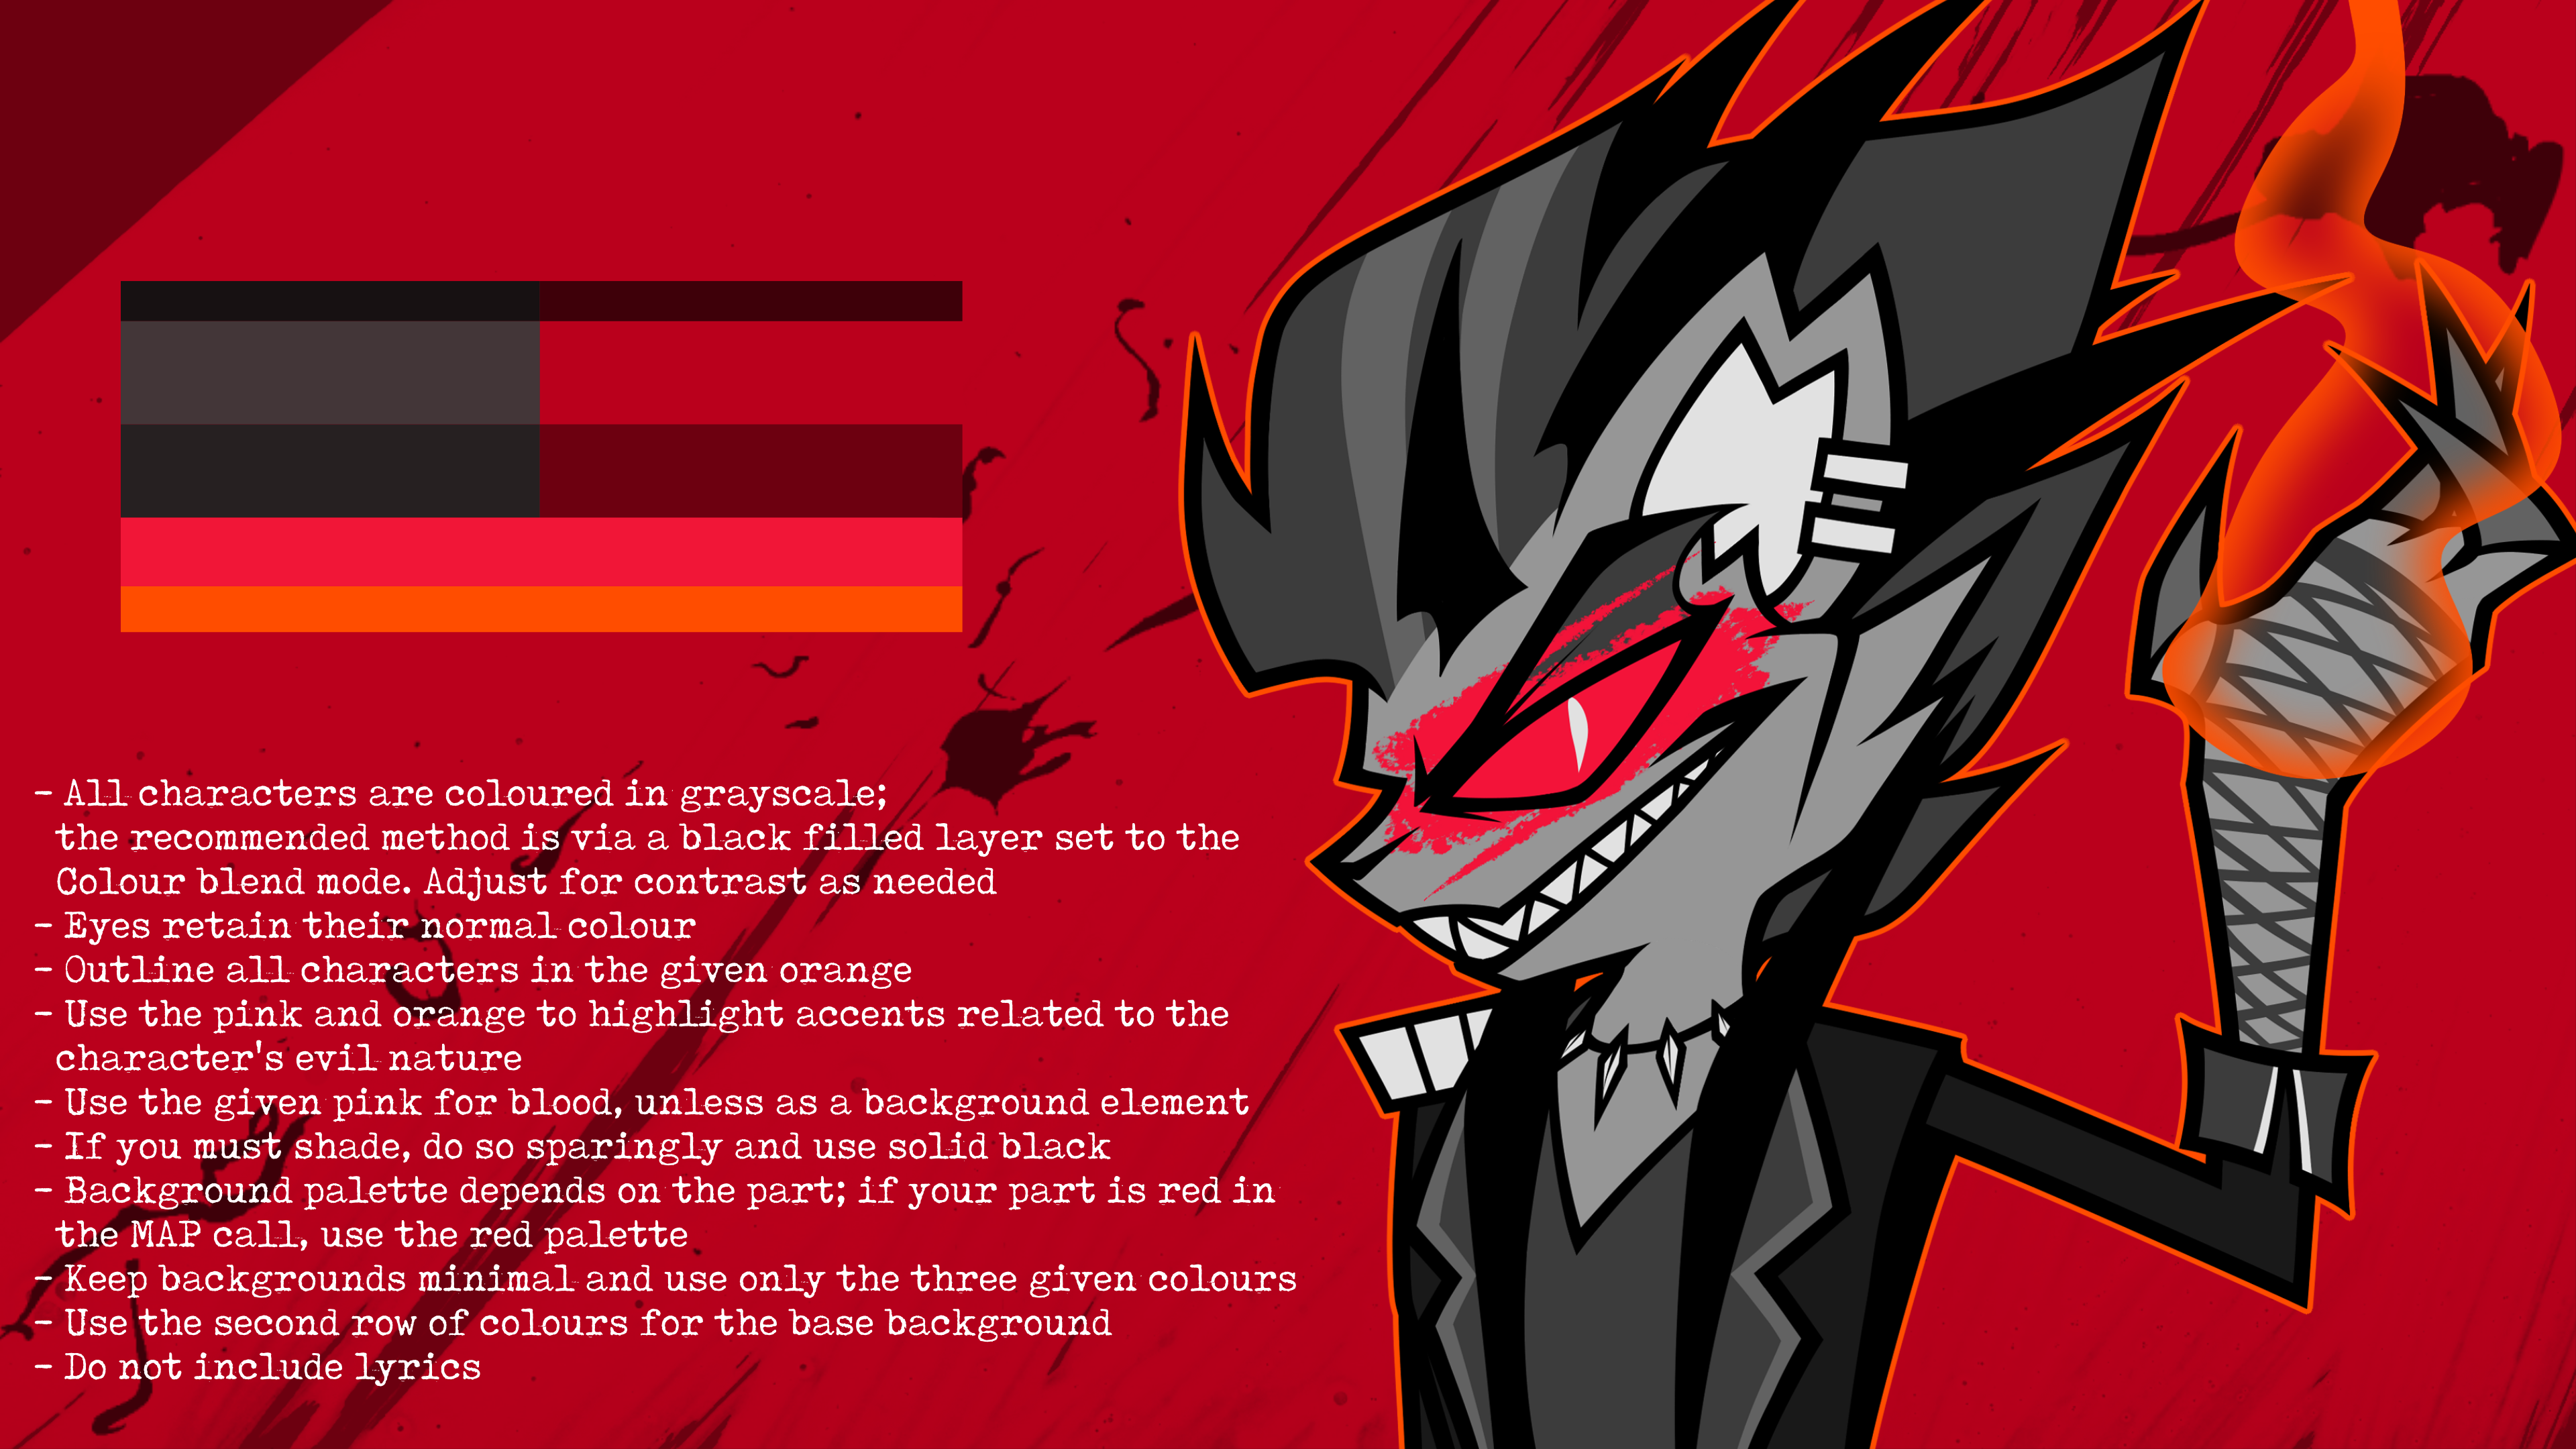 - All characters are coloured in grayscale;
the recommended method is via a black filled layer set to the
Colour blend mode. Adjust for contrast as needed
- Eyes retain their normal colour
- Outline all characters in the given orange
- Use the pink and orange to highlight accents related to the
character's evil nature
- Use the given pink for blood, unless as a background element
- If you must shade, do so sparingly and use solid black
- Background palette depends on the part; if your part is red in
the MAP call, use the red palette
- Keep backgrounds minimal and use only the three given colours
- Use the second row of colours for the base background
- Do not include lyrics